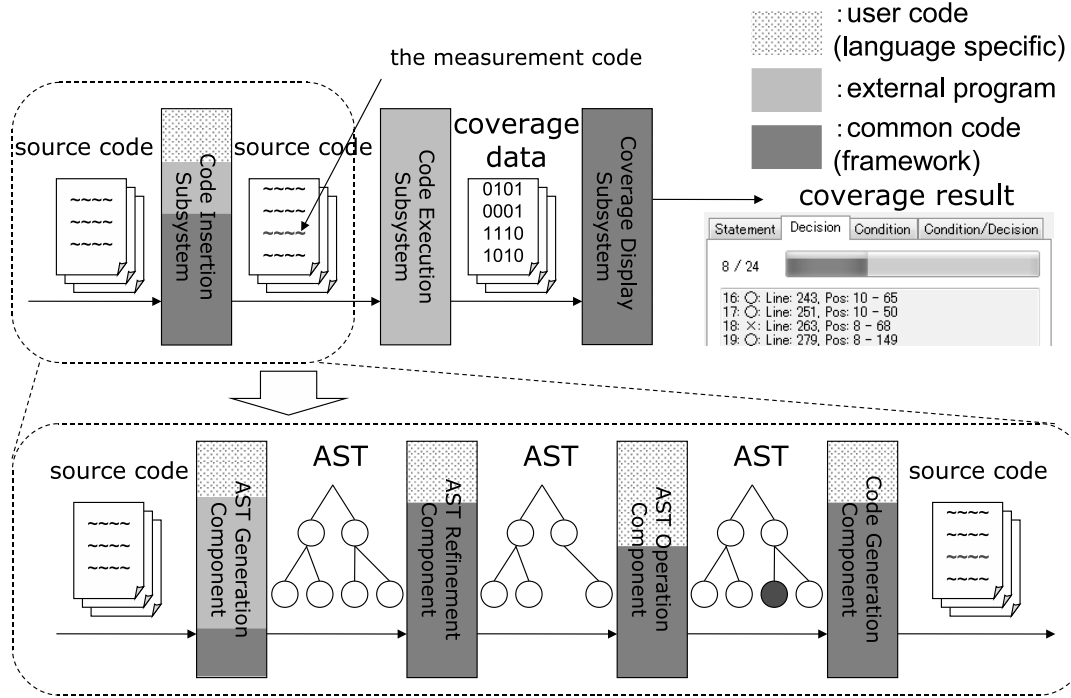 : user code
(language specific)
: external program
: common code
(framework)
the measurement code
source code
Code Insertion
Subsystem
source code
~~~~
~~~~
~~~~
~~~~
~~~~
~~~~
~~~~
Code Execution
Subsystem
coverage
data
0101
0001
1110
1010
Coverage Display
Subsystem
coverage result
Statement Decision Condition Condition/Decision
8 / 24
16: ○: Line: 243, Pos: 10 - 65
17: ○: Line: 251, Pos: 10 - 50
18: ×: Line: 263, Pos: 8 - 68
19: ○: Line: 279, Pos: 8 - 149
source code
~~~~
~~~~
~~~~
AST Generation
Component
AST
AST Refinement
Component
AST
AST Operation
Component
AST
Code Generation
Component
source code
~~~~
~~~~
~~~~
~~~~